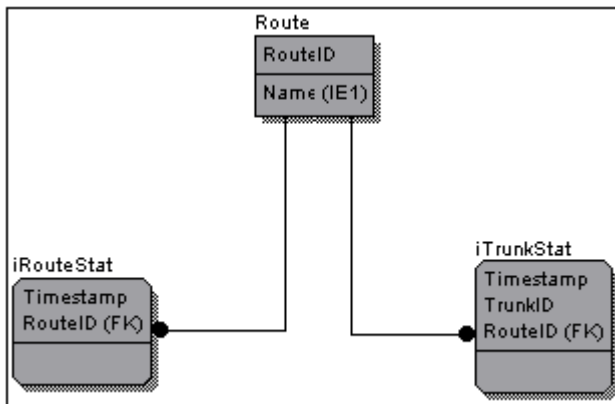 Route
RouteID
Name (IE1)
iRouteStat
Timestamp
RouteID (FK)
iTrunkStat
Timestamp
TrunkID
RouteID (FK)